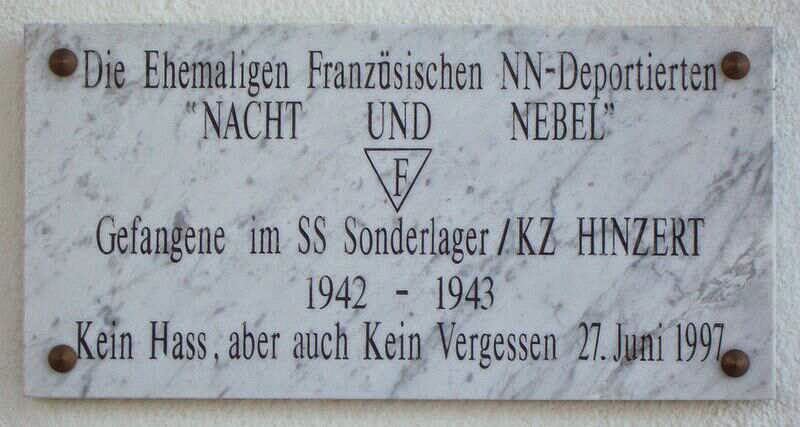 Die Ehemaligen Französischen NN-Deportierten
"NACHT UND NEBEL"
F
Gefangene im SS Sonderlager/KZ HINZERT
1942 - 1943
Kein Hass, aber auch Kein Vergessen 27. Juni 1997